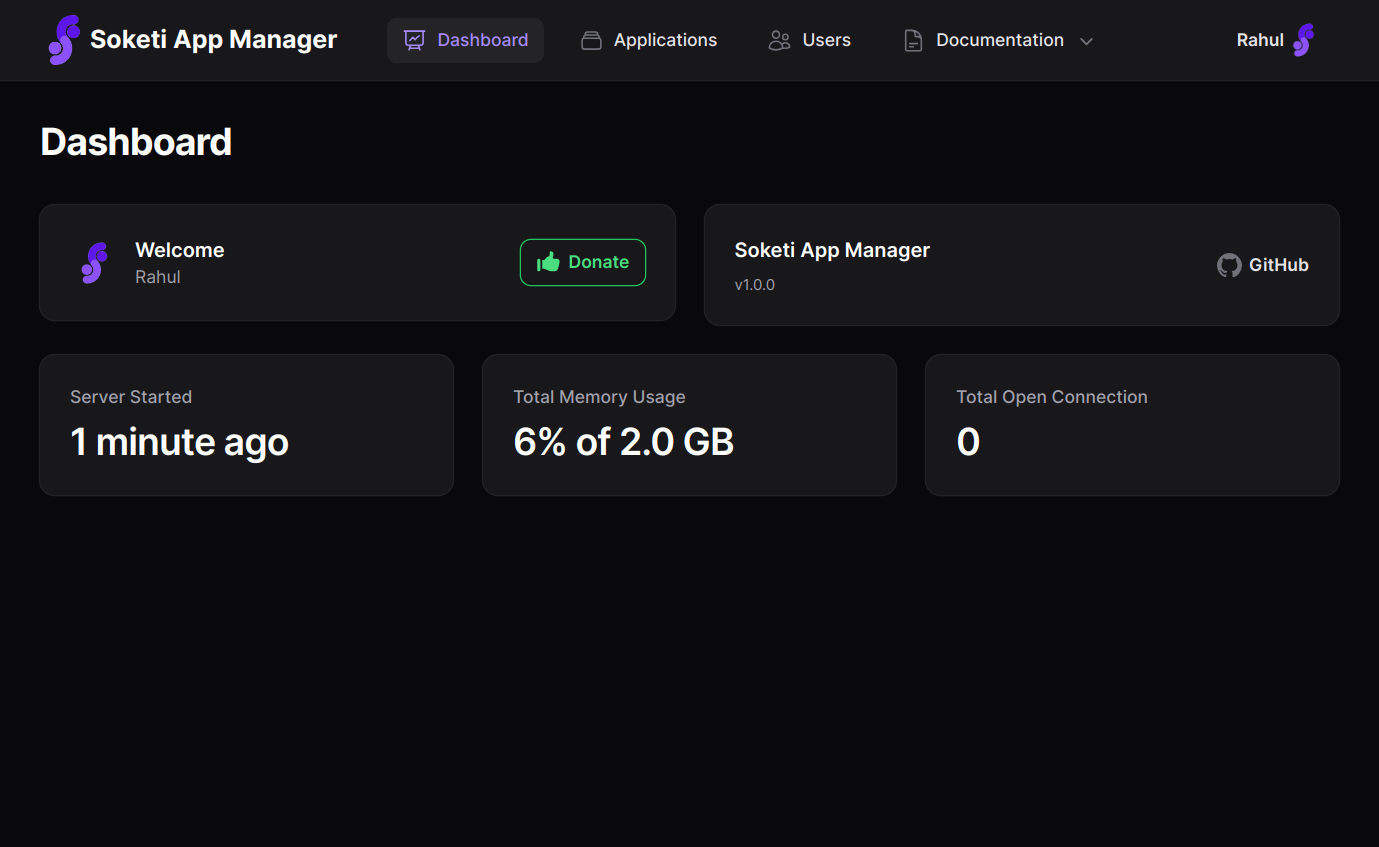 Soketi App Manager
Dashboard
Applications
Users
Documentation
Rahul
Dashboard
Welcome
Rahul
Donate
Soketi App Manager
v1.0.0
GitHub
Server Started
1 minute ago
Total Memory Usage
6% of 2.0 GB
Total Open Connection
0